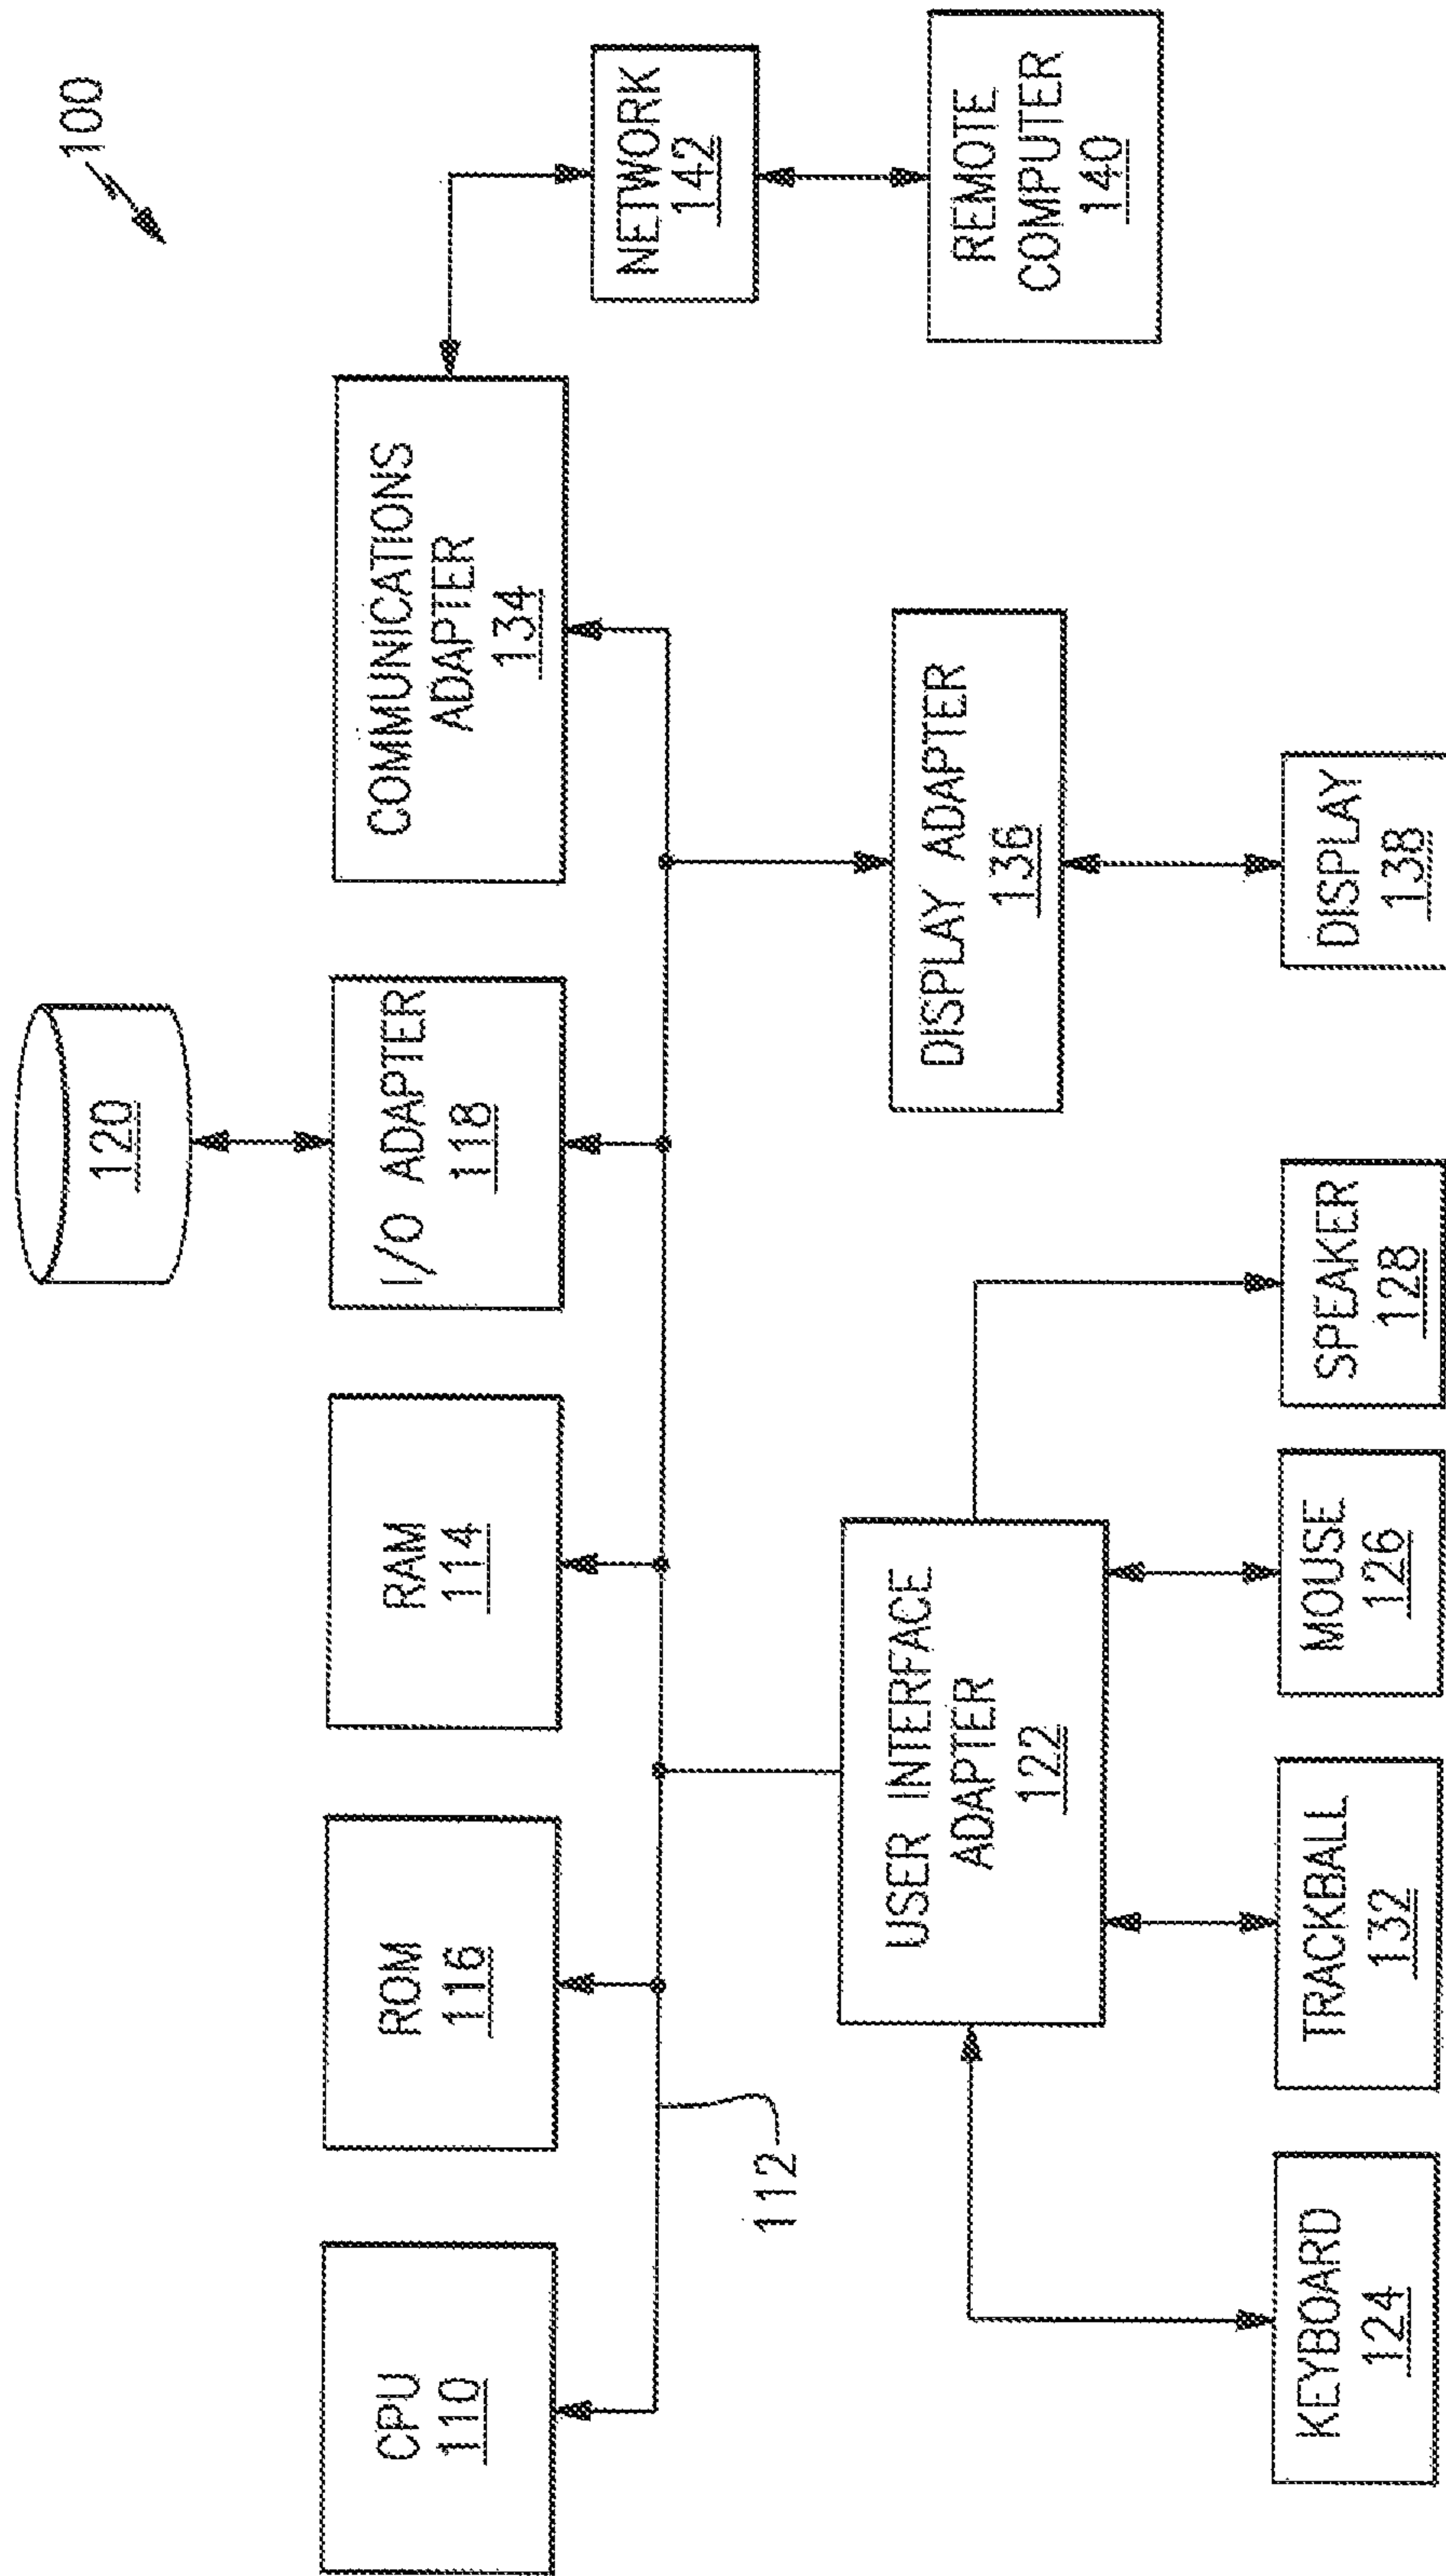 100
120
CPU
110
ROM
116
RAM
114
I/O ADAPTER
118
COMMUNICATIONS
ADAPTER
134
NETWORK
142
REMOTE
COMPUTER
140
112
USER INTERFACE
ADAPTER
122
DISPLAY ADAPTER
136
KEYBOARD
124
TRACKBALL
132
MOUSE
126
SPEAKER
128
DISPLAY
138